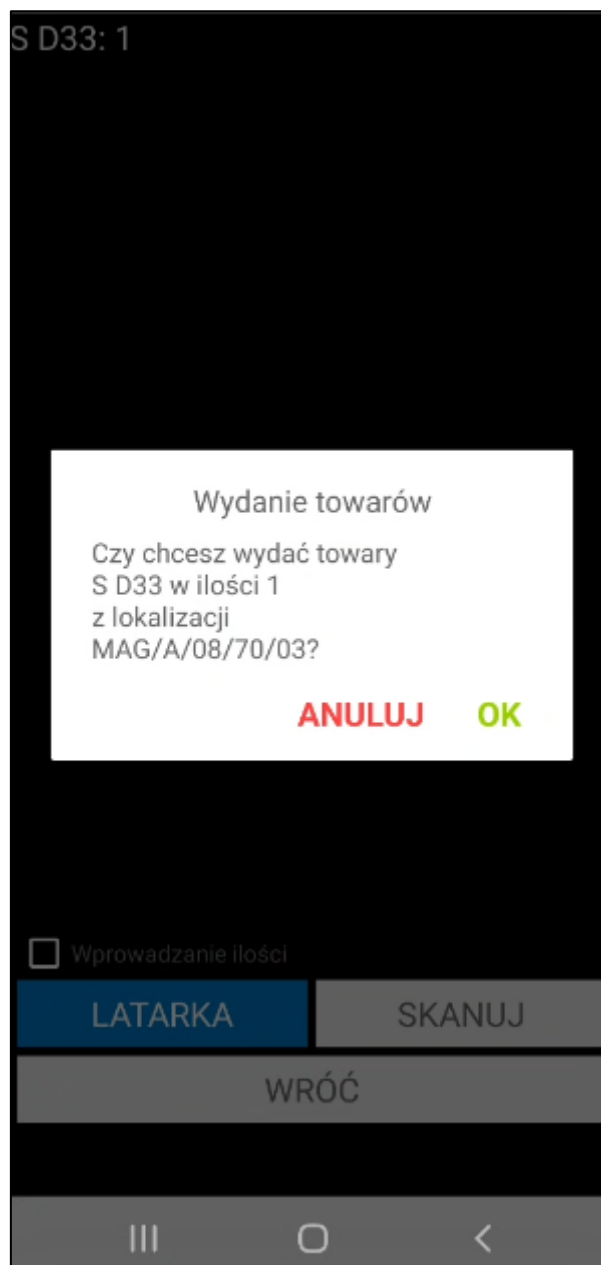 S D33: 1
Wydanie towarów
Czy chcesz wydać towary
S D33 w ilości 1
z lokalizacji
MAG/A/08/70/03?
ANULUJ OK
Wprowadzanie ilości
LATARKA SKANUJ
WRÓĆ